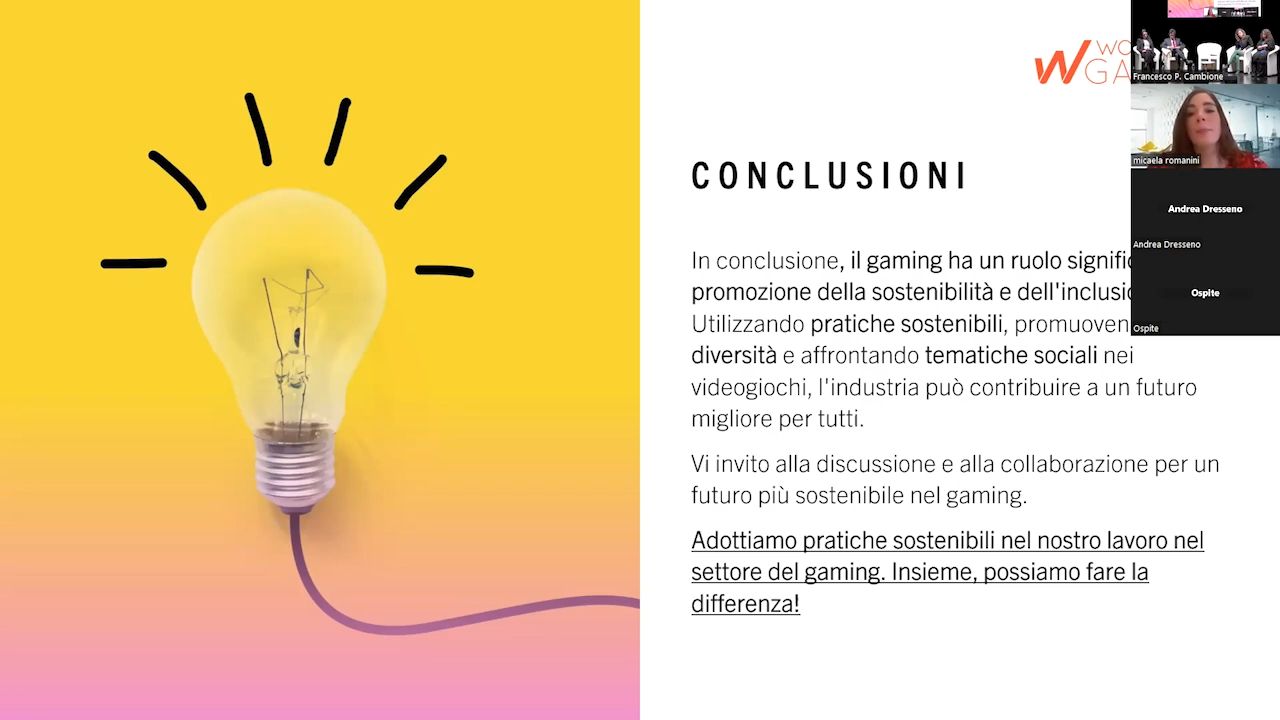 WO
GA
CONCLUSIONI
In conclusione, il gaming ha un ruolo signific
promozione della sostenibilità e dell'inclusio
Utilizzando pratiche sostenibili, promuoven
diversità e affrontando tematiche sociali nei
videogiochi, l'industria può contribuire a un futuro
migliore per tutti.
Vi invito alla discussione e alla collaborazione per un
futuro più sostenibile nel gaming.
Adottiamo pratiche sostenibili nel nostro lavoro nel
settore del gaming. Insieme, possiamo fare la
differenza!
Francesco P. Cambione
micaela romanini
Andrea Dresseno
Andrea Dresseno
Ospite
Ospite